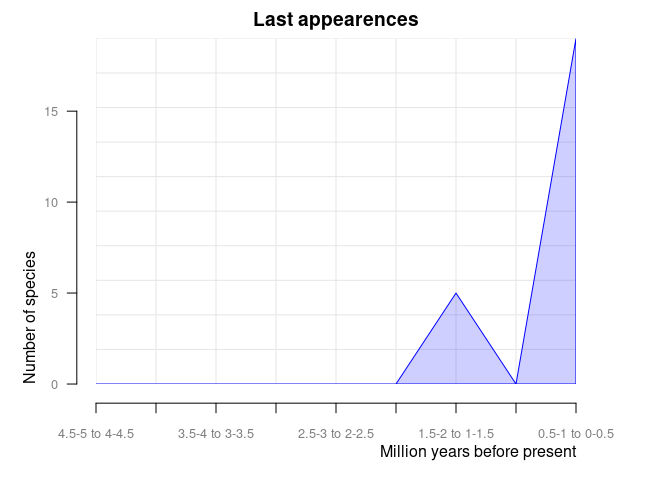 Last appearences
Number of species
15
10
5
0
4.5-5 to 4-4.5 3.5-4 to 3-3.5 2.5-3 to 2-2.5 1.5-2 to 1-1.5 0.5-1 to 0-0.5
Million years before present